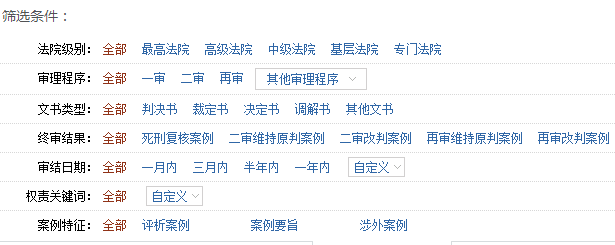 筛选条件：
法院级别： 全部 最高法院 高级法院 中级法院 基层法院 专门法院
审理程序： 全部 一审 二审 再审 其他审理程序
文书类型： 全部 判决书 裁定书 决定书 调解书 其他文书
终审结果： 全部 死刑复核案例 二审维持原判案例 二审改判案例 再审维持原判案例 再审改判案例
审结日期： 全部 一月内 三月内 半年内 一年内 自定义
权责关键词： 全部 自定义
案例特征： 全部 评析案例 案例要旨 涉外案例